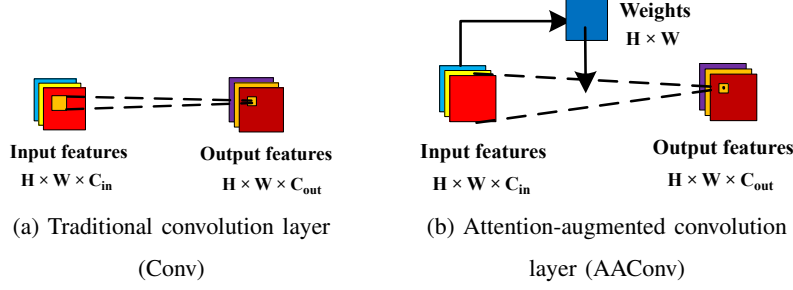 Weights
H × W
Input features
H × W × C_in
Output features
H × W × C_out
(a) Traditional convolution layer
(Conv)
Input features
H × W × C_in
Output features
H × W × C_out
(b) Attention-augmented convolution
layer (AAConv)